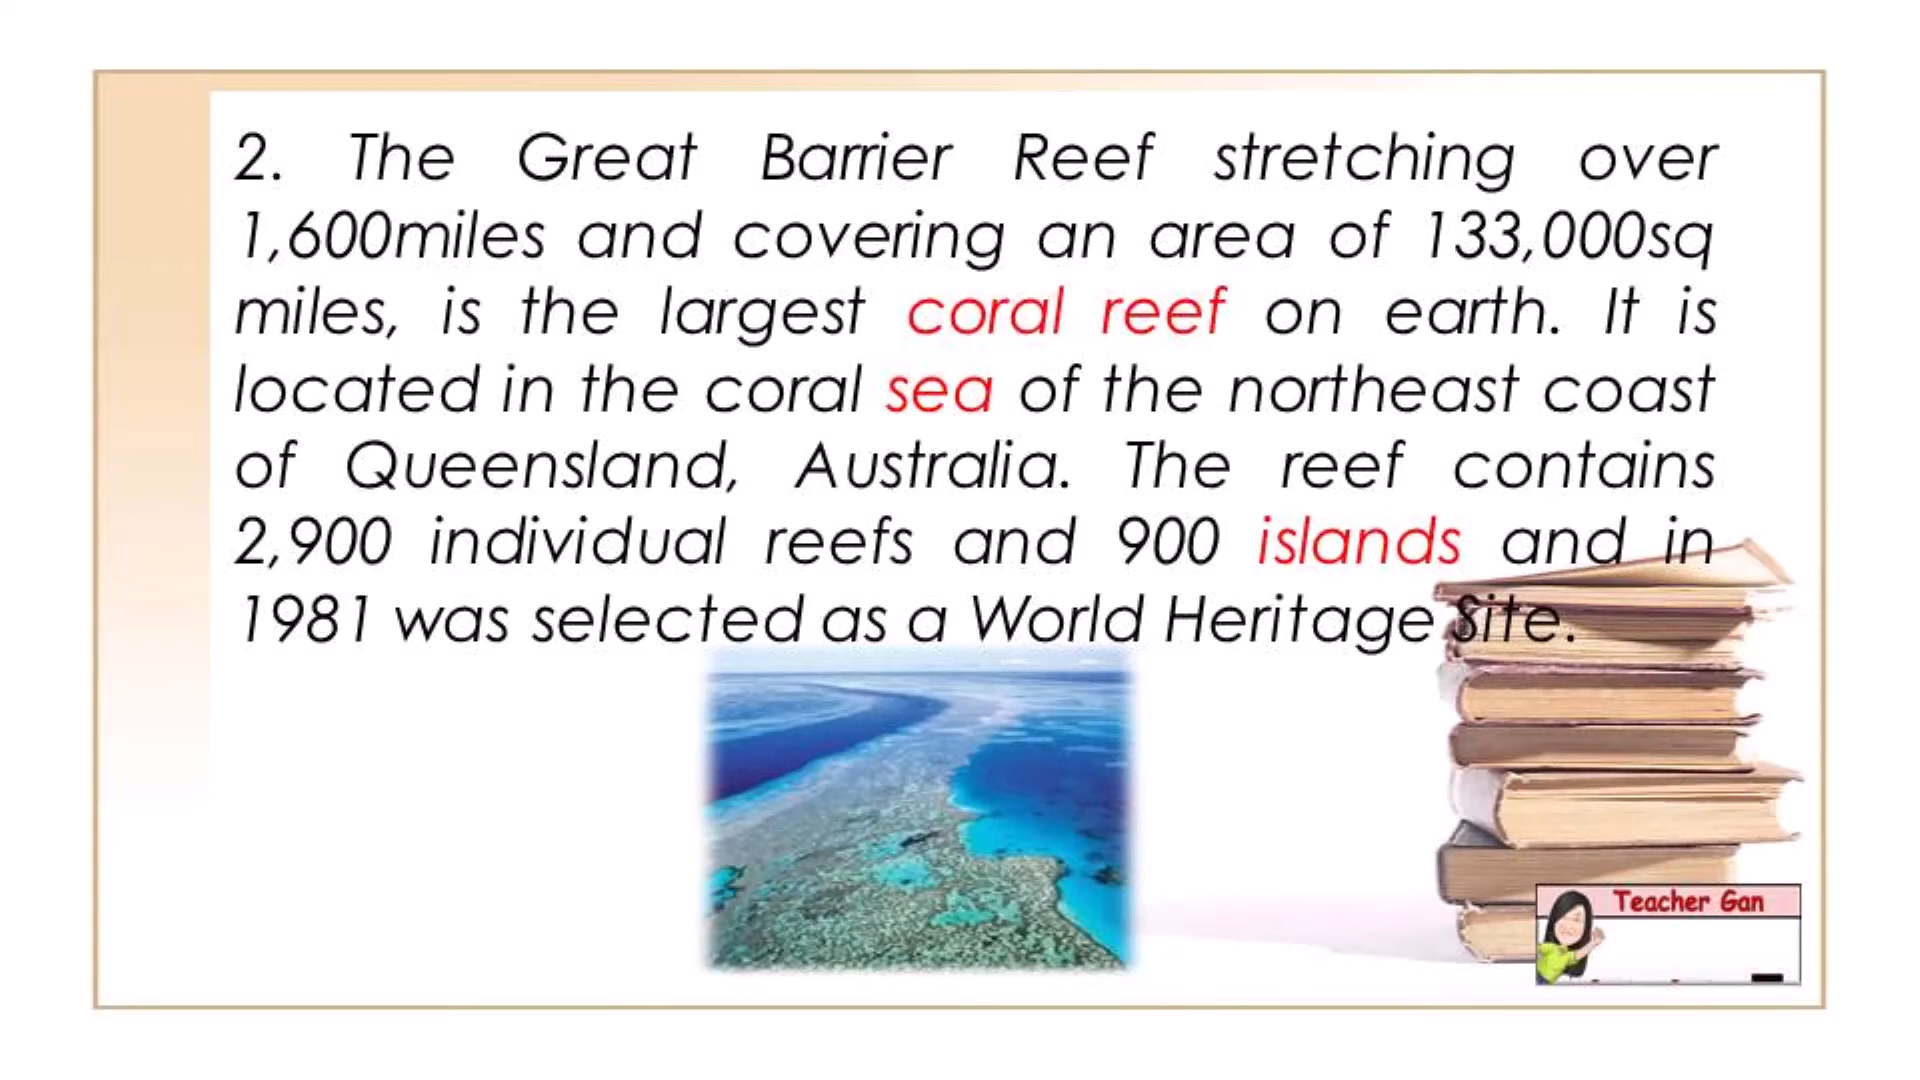 2. The Great Barrier Reef stretching over
1,600miles and covering an area of 133,000sq
miles, is the largest coral reef on earth. It is
located in the coral sea of the northeast coast
of Queensland, Australia. The reef contains
2,900 individual reefs and 900 islands and in
1981 was selected as a World Heritage Site.
Teacher Gan